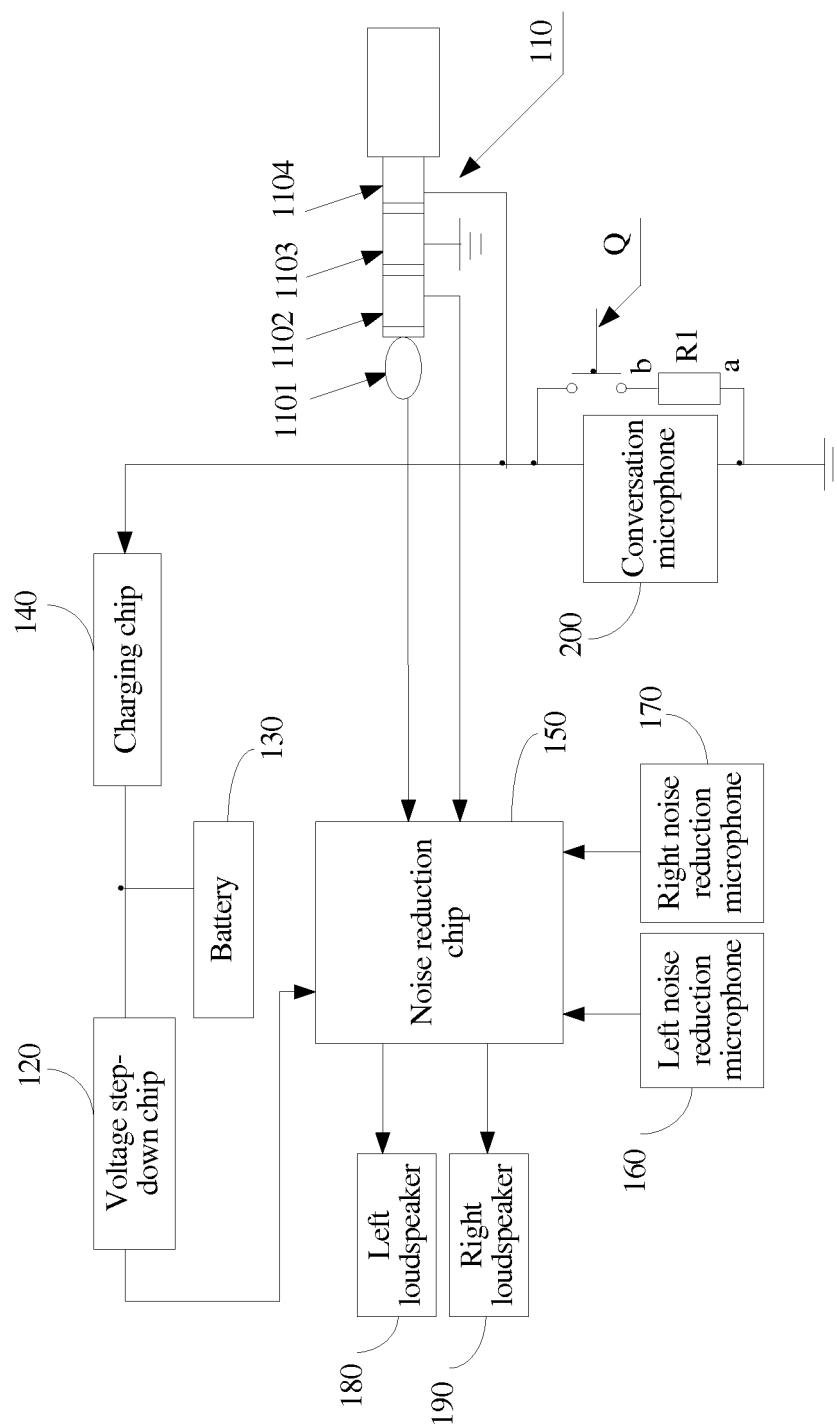 120
Voltage step-
down chip
140
Charging chip
130
Battery
1101
1102
1103
1104
110
180
Left
loudspeaker
190
Right
loudspeaker
Noise reduction
chip
150
160
Left noise
reduction
microphone
Right noise
reduction
microphone
170
200
Conversation
microphone
a
R1
b
Q